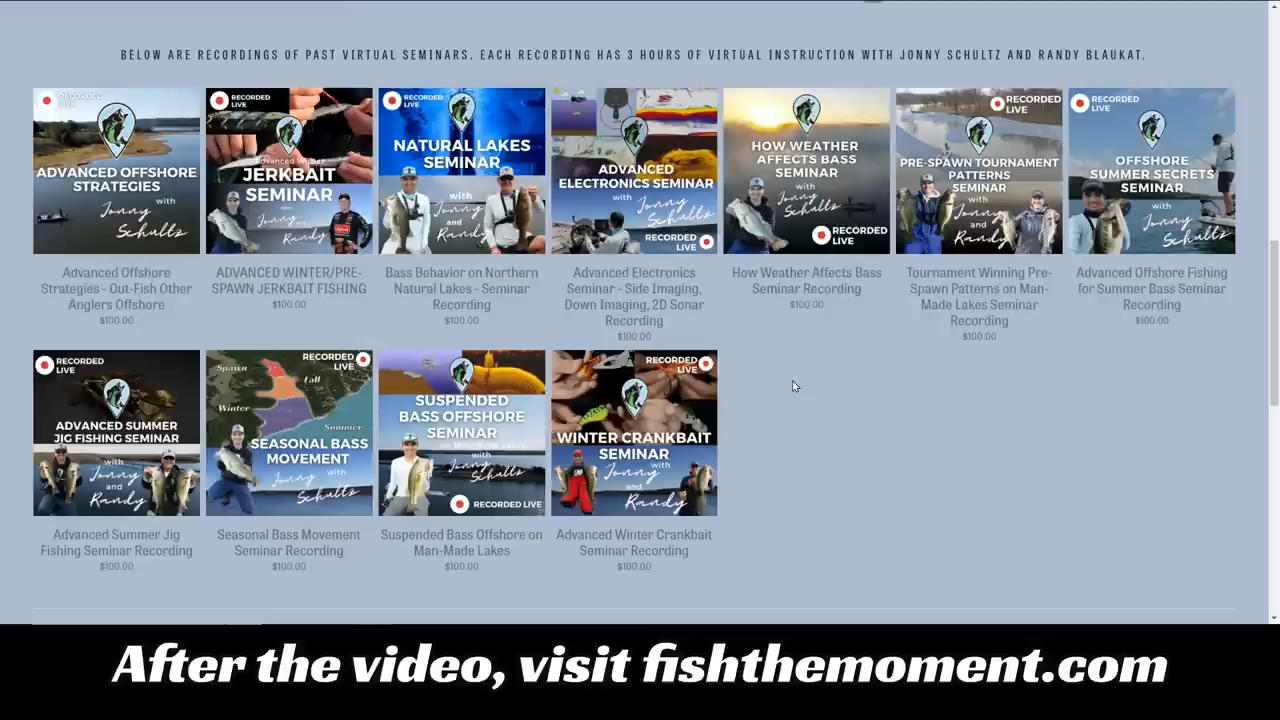 BELOW ARE RECORDINGS OF PAST VIRTUAL SEMINARS. EACH RECORDING HAS 3 HOURS OF VIRTUAL INSTRUCTION WITH JONNY SCHULTZ AND RANDY BLAUKAT.
RECORDED
LIVE
ADVANCED OFFSHORE
STRATEGIES
with
Jonny
Schultz
Advanced Offshore
Strategies - Out-Fish Other
Anglers Offshore
$100.00
RECORDED
LIVE
Advanced Winter
JERKBAIT
SEMINAR
with
Jonny
Randy
ADVANCED WINTER/PRE-
SPAWN JERKBAIT FISHING
$100.00
RECORDED
LIVE
NATURAL LAKES
SEMINAR
with
Jonny
and
Randy
Bass Behavior on Northern
Natural Lakes - Seminar
Recording
$100.00
ADVANCED
ELECTRONICS SEMINAR
with
Jonny
Schultz
RECORDED
LIVE
Advanced Electronics
Seminar - Side Imaging,
Down Imaging, 2D Sonar
Recording
$100.00
HOW WEATHER
AFFECTS BASS
SEMINAR
with
Jonny
Schultz
RECORDED
LIVE
How Weather Affects Bass
Seminar Recording
$100.00
RECORDED
LIVE
PRE-SPAWN TOURNAMENT
PATTERNS
SEMINAR
with
Jonny
and
Randy
Tournament Winning Pre-
Spawn Patterns on Man-
Made Lakes Seminar
Recording
$100.00
RECORDED
LIVE
OFFSHORE
SUMMER SECRETS
SEMINAR
with
Jonny
Schultz
Advanced Offshore Fishing
for Summer Bass Seminar
Recording
$100.00
RECORDED
LIVE
ADVANCED SUMMER
JIG FISHING SEMINAR
with
Jonny
and
Randy
Advanced Summer Jig
Fishing Seminar Recording
$100.00
RECORDED
LIVE
Spawn
Fall
Winter
Summer
SEASONAL BASS
MOVEMENT
with
Jonny
Schultz
Seasonal Bass Movement
Seminar Recording
$100.00
SUSPENDED
BASS OFFSHORE
SEMINAR
with
Jonny
Schultz
RECORDED LIVE
Suspended Bass Offshore on
Man-Made Lakes
$100.00
RECORDED
LIVE
WINTER CRANKBAIT
SEMINAR
with
Jonny
and
Randy
Advanced Winter Crankbait
Seminar Recording
$100.00
After the video, visit fishthemoment.com